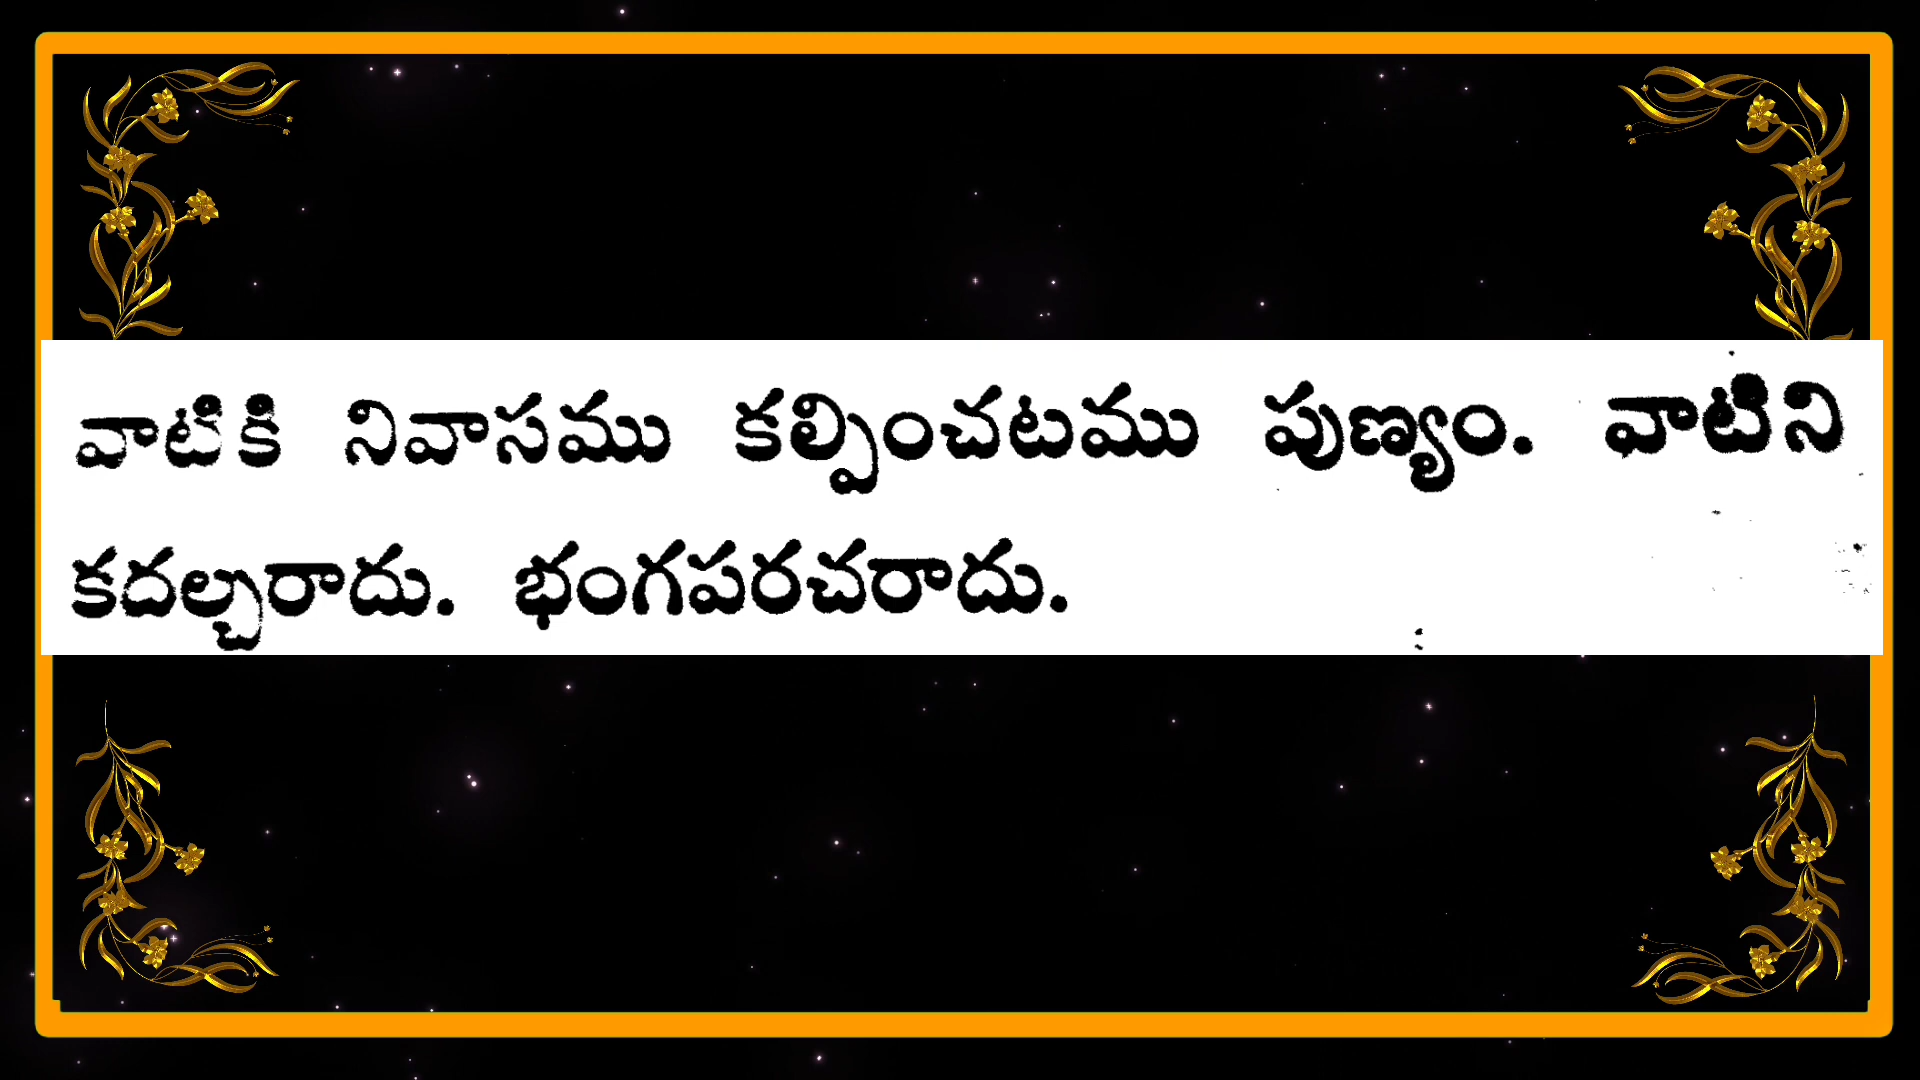 వాటికి నివాసము కల్పించటము పుణ్యం. వాటిని
కదల్చరాదు. భంగపరచరాదు.